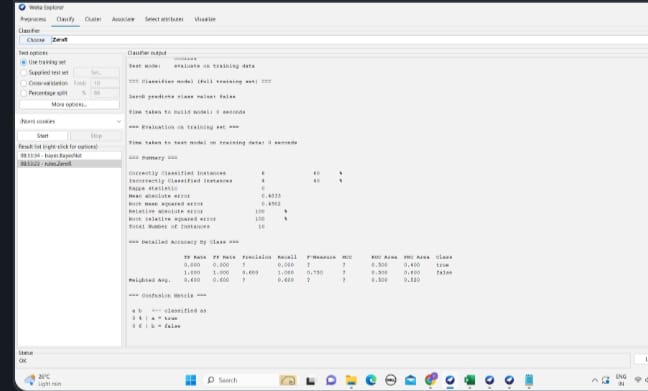 Weka Explorer
Preprocess Classify Cluster Associate Select attributes Visualize
Classifier
Choose ZeroR
Test options
Use training set
Supplied test set Set...
Cross-validation Folds 10
Percentage split % 66
More options...
(Nom) cookies
Start Stop
Result list (right-click for options)
bayes.BayesNet
rules.ZeroR
Classifier output
Test mode: evaluate on training data
=== Classifier model (full training set) ===
ZeroR predicts class value: false
Time taken to build model: 0 seconds
=== Evaluation on training set ===
Time taken to test model on training data: 0 seconds
=== Summary ===
Correctly Classified Instances 6 60 %
Incorrectly Classified Instances 4 40 %
Kappa statistic 0
Mean absolute error
Root mean squared error
Relative absolute error 100 %
Root relative squared error 100 %
Total Number of Instances 10
=== Detailed Accuracy By Class ===
TP Rate FP Rate Precision Recall F-Measure MCC ROC Area PRC Area Class
0.000 0.000 ? 0.000 ? ? 0.500 0.400 true
1.000 1.000 0.600 1.000 0.750 ? 0.500 0.600 false
Weighted Avg. 0.600 0.600 ? 0.600 ? ? 0.500 0.520
=== Confusion Matrix ===
a b <-- classified as
0 4 | a = true
0 6 | b = false
Status
OK
20°C
Light rain
Search
ENG
IN